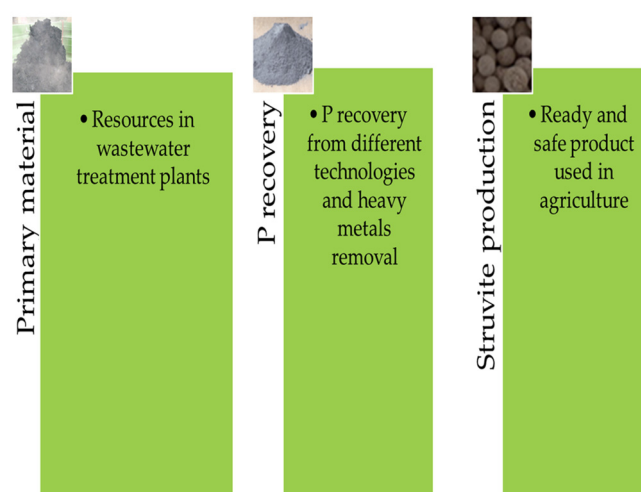 Primary material
• Resources in
wastewater
treatment plants
P recovery
• P recovery
from different
technologies
and heavy
metals
removal
Struvite production
• Ready and
safe product
used in
agriculture